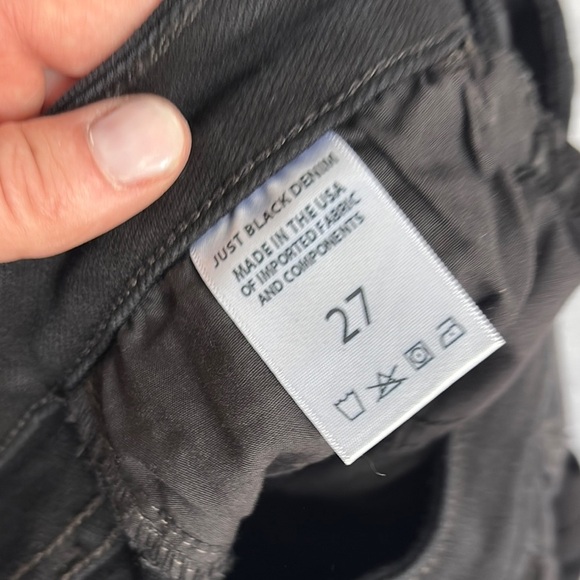 JUST BLACK DENIM
MADE IN THE USA
OF IMPORTED FABRIC
AND COMPONENTS
27